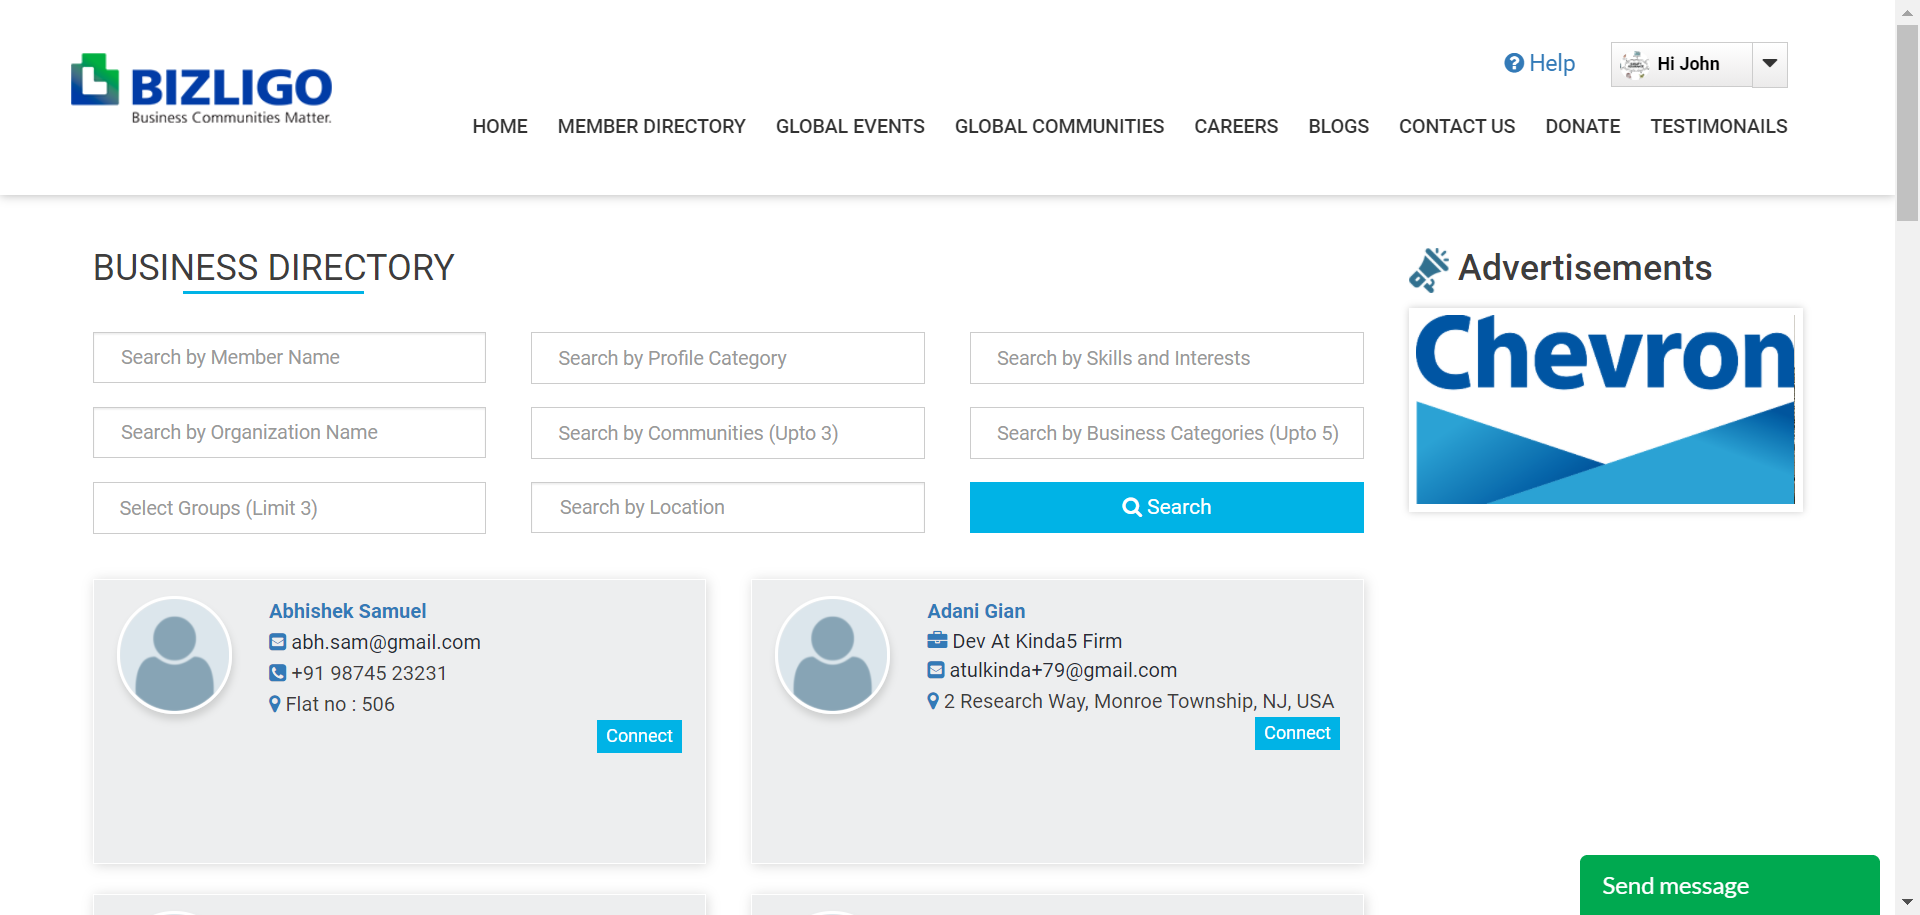 BIZLIGO
Business Communities Matter.
Help
Hi John
HOME MEMBER DIRECTORY GLOBAL EVENTS GLOBAL COMMUNITIES CAREERS BLOGS CONTACT US DONATE TESTIMONAILS
BUSINESS DIRECTORY
Search by Member Name
Search by Profile Category
Search by Skills and Interests
Search by Organization Name
Search by Communities (Upto 3)
Search by Business Categories (Upto 5)
Select Groups (Limit 3)
Search by Location
Search
Abhishek Samuel
abh.sam@gmail.com
+91 98745 23231
Flat no : 506
Connect
Adani Gian
Dev At Kinda5 Firm
atulkinda+79@gmail.com
2 Research Way, Monroe Township, NJ, USA
Connect
Advertisements
Chevron
Send message